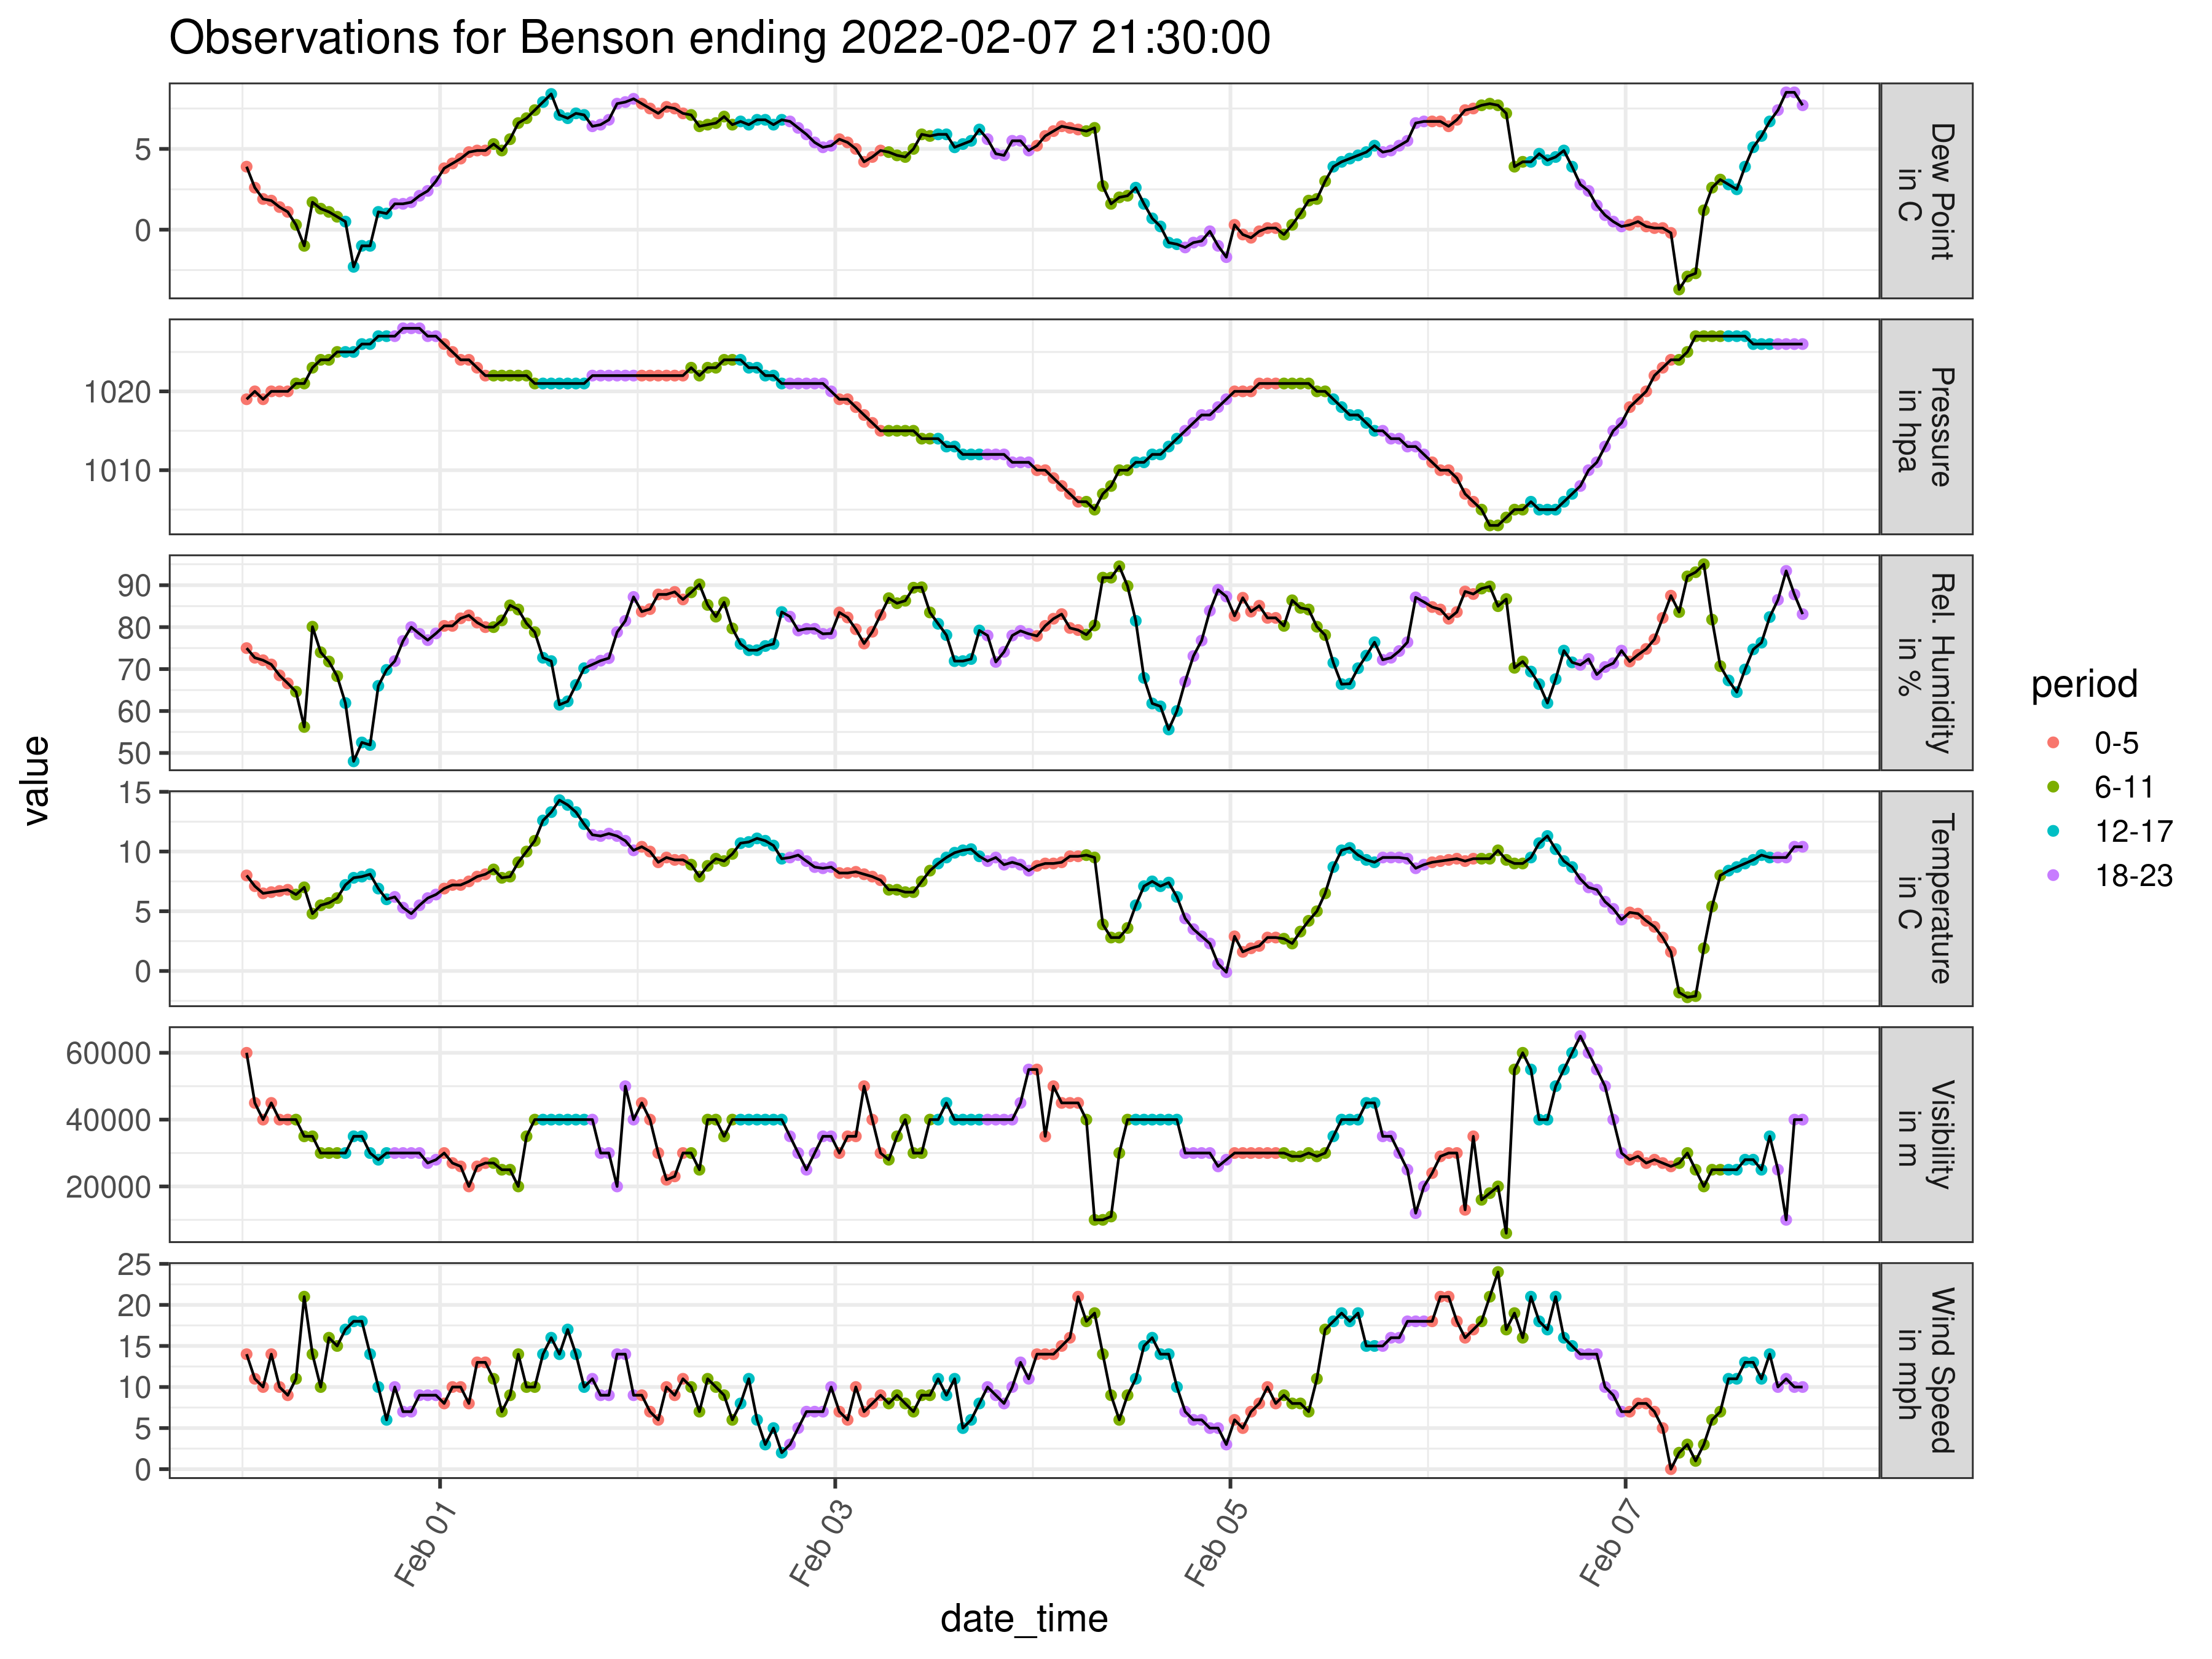 Observations for Benson ending 2022-02-07 21:30:00
value
5
0
Dew Point
in C
1020
1010
Pressure
in hpa
90
80
70
60
50
Rel. Humidity
in %
15
10
5
0
Temperature
in C
60000
40000
20000
Visibility
in m
25
20
15
10
5
0
Wind Speed
in mph
Feb 01
Feb 03
Feb 05
Feb 07
date_time
period
0-5
6-11
12-17
18-23